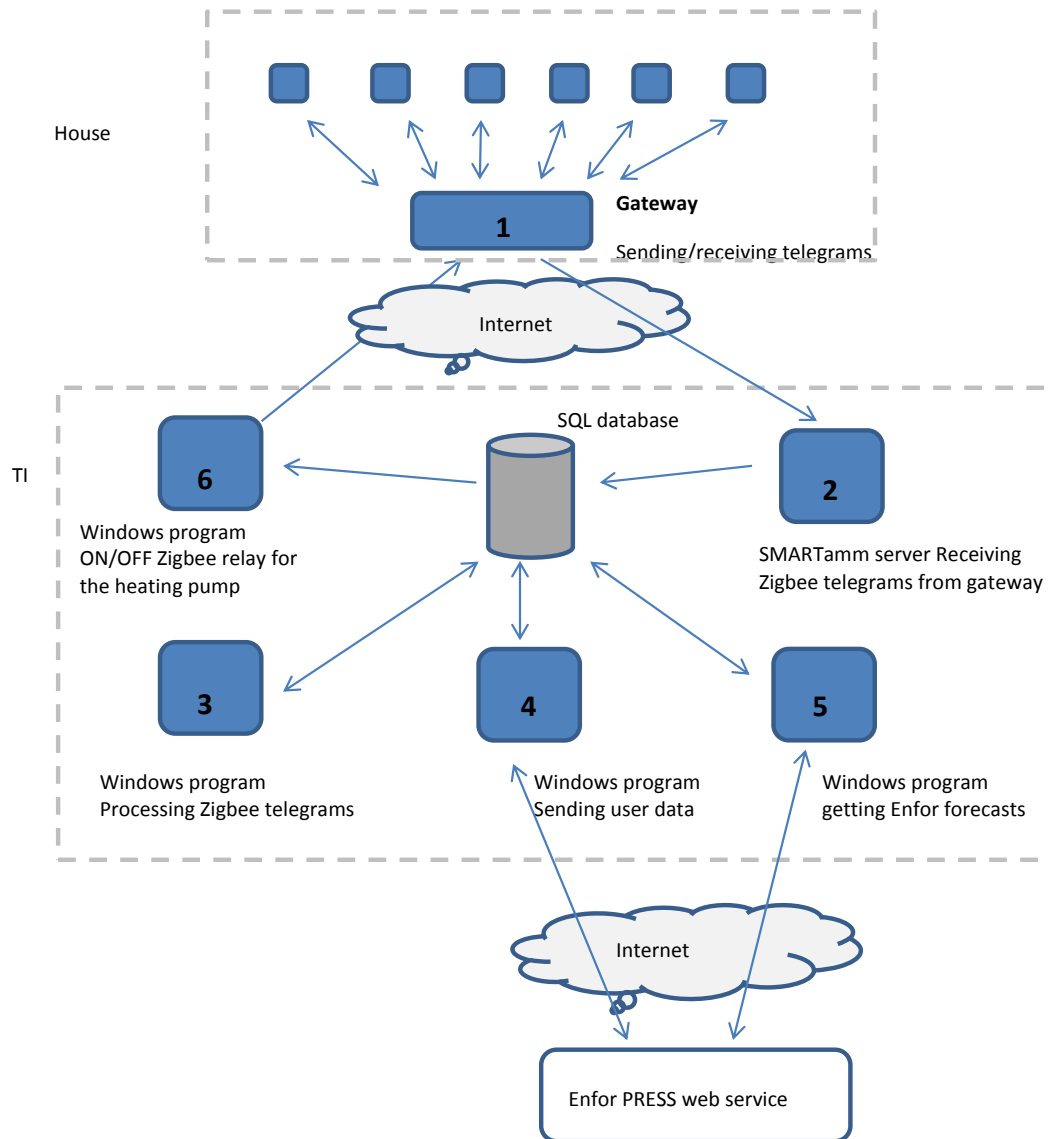 House
Gateway
1
Sending/receiving telegrams
Internet
SQL database
TI
6
2
Windows program
ON/OFF Zigbee relay for
the heating pump
SMARTamm server Receiving
Zigbee telegrams from gateway
3
4
5
Windows program
Processing Zigbee telegrams
Windows program
Sending user data
Windows program
getting Enfor forecasts
Internet
Enfor PRESS web service